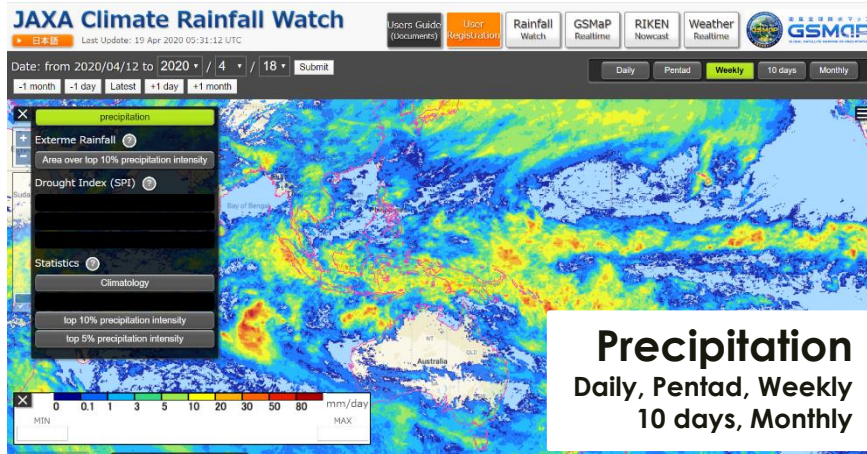 JAXA Climate Rainfall Watch
日本語
Last Update: 19 Apr 2020 05:31:12 UTC
Users Guide
(Documents)
User
Registration
Rainfall
Watch
GSMaP
Realtime
RIKEN
Nowcast
Weather
Realtime
GSMaP
Date: from 2020/04/12 to 2020 / 4 / 18 Submit
-1 month -1 day Latest +1 day +1 month
Daily Pentad Weekly 10 days Monthly
precipitation
Exterme Rainfall ?
Area over top 10% precipitation intensity
Drought Index (SPI) ?
Statistics ?
Climatology
top 10% precipitation intensity
top 5% precipitation intensity
Bay of Bengal
NT
QLD
Australia
0 0.1 1 3 5 10 20 30 50 80 mm/day
MIN MAX
Precipitation
Daily, Pentad, Weekly
10 days, Monthly